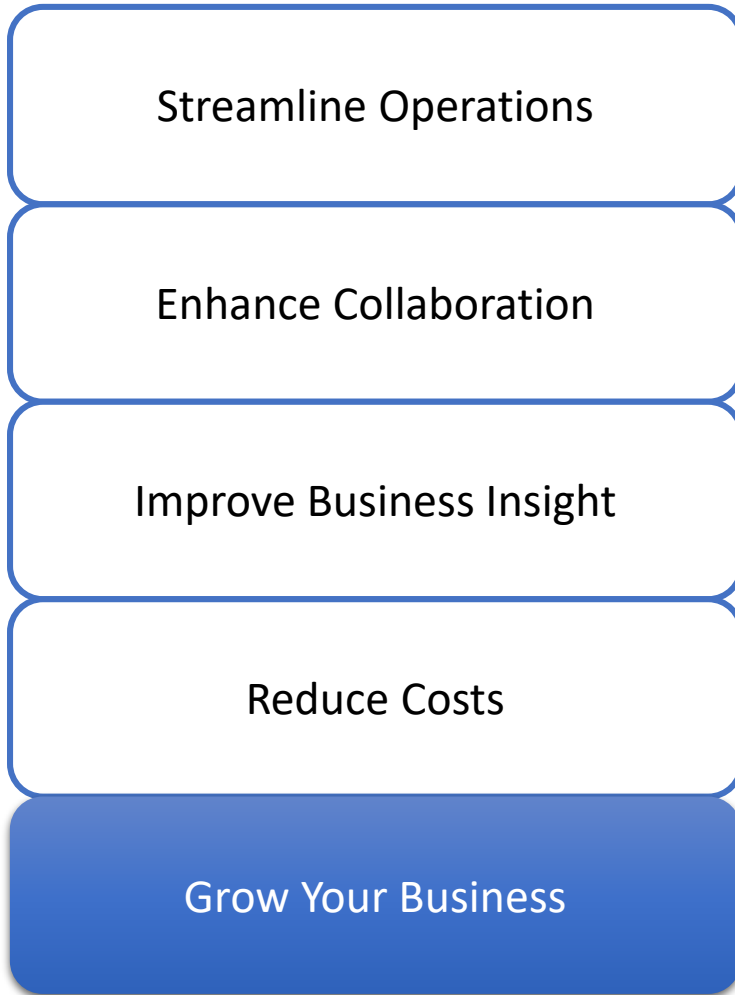 Streamline Operations
Enhance Collaboration
Improve Business Insight
Reduce Costs
Grow Your Business